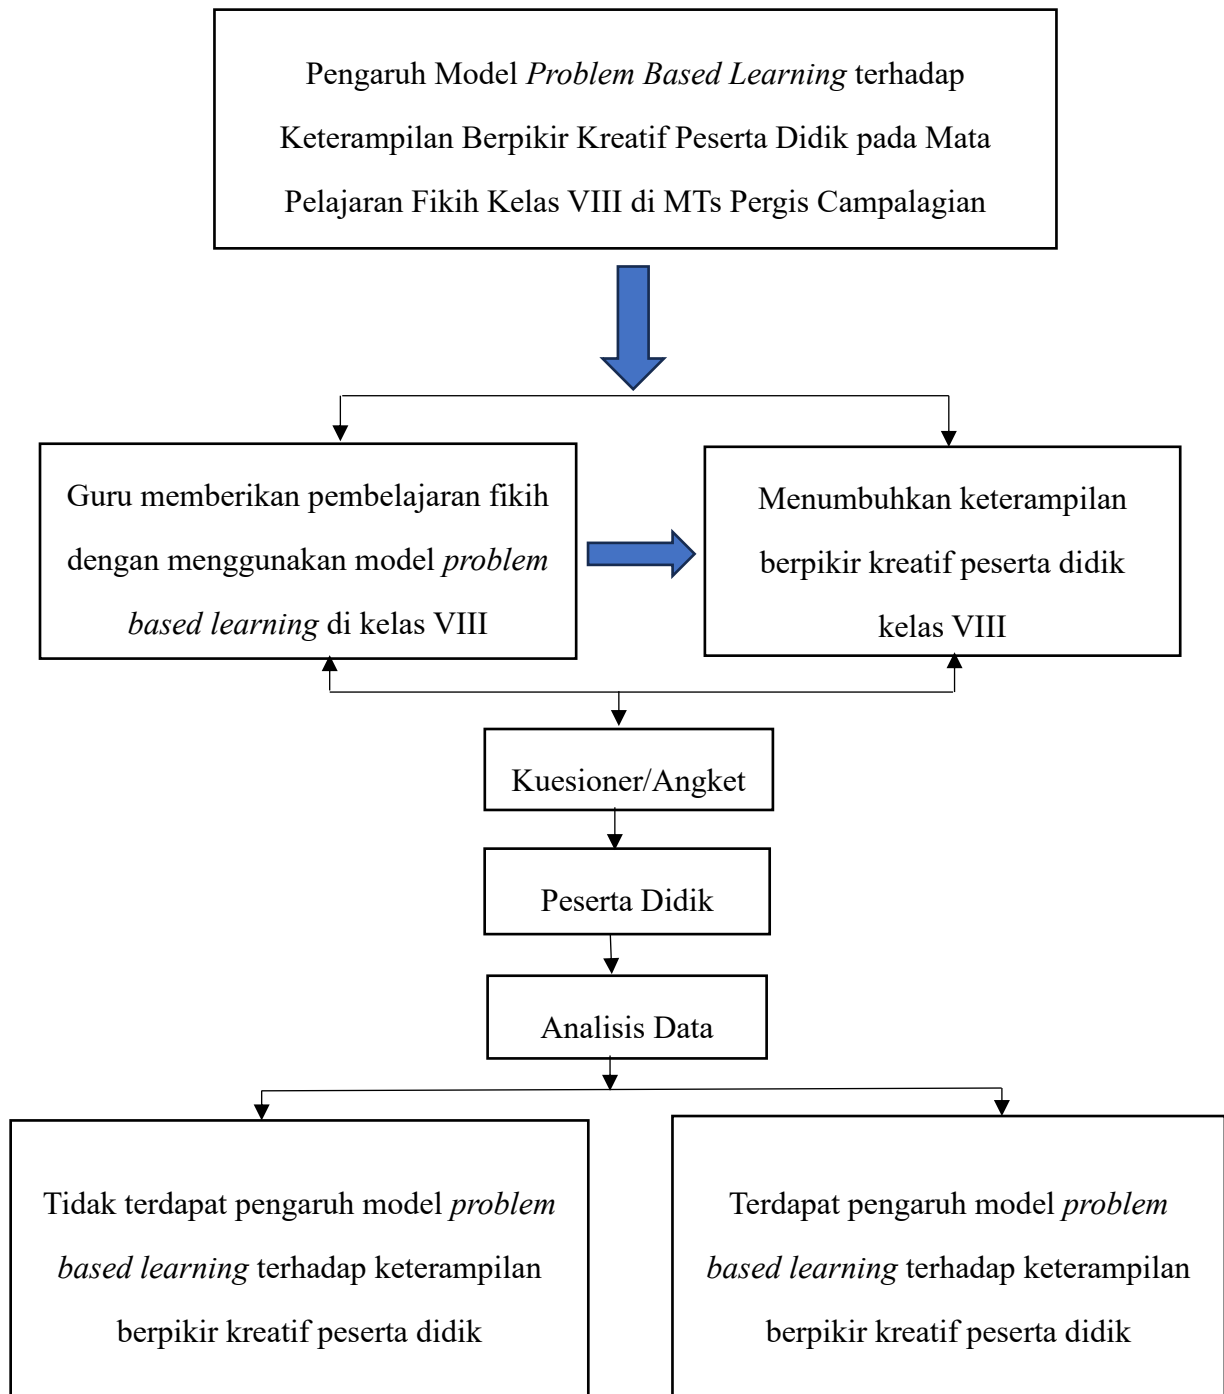 Pengaruh Model Problem Based Learning terhadap
Keterampilan Berpikir Kreatif Peserta Didik pada Mata
Pelajaran Fikih Kelas VIII di MTs Pergis Campalagian
Guru memberikan pembelajaran fikih
dengan menggunakan model problem
based learning di kelas VIII
Menumbuhkan keterampilan
berpikir kreatif peserta didik
kelas VIII
Kuesioner/Angket
Peserta Didik
Analisis Data
Tidak terdapat pengaruh model problem
based learning terhadap keterampilan
berpikir kreatif peserta didik
Terdapat pengaruh model problem
based learning terhadap keterampilan
berpikir kreatif peserta didik